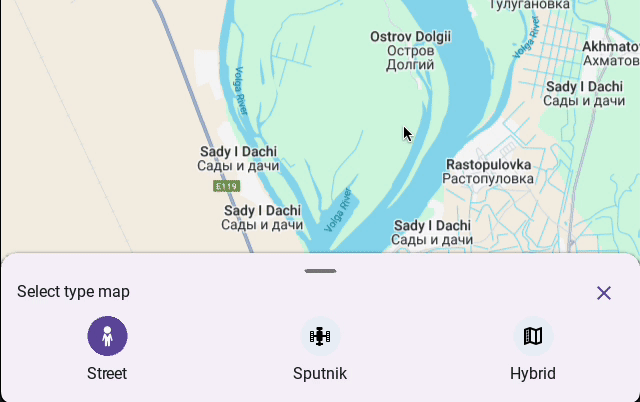 Тулугановка
Ostrov Dolgii
Остров
Долгий
Volga River
Akhmato
Ахматов
Volga River
Sady I Dachi
Сады и дачи
Sady I Dachi
Сады и дачи
Rastopulovka
Растопуловка
E119
Volga River
Sady I Dachi
Сады и дачи
Sady I Dachi
Сады и дачи
Select type map
Street
Sputnik
Hybrid